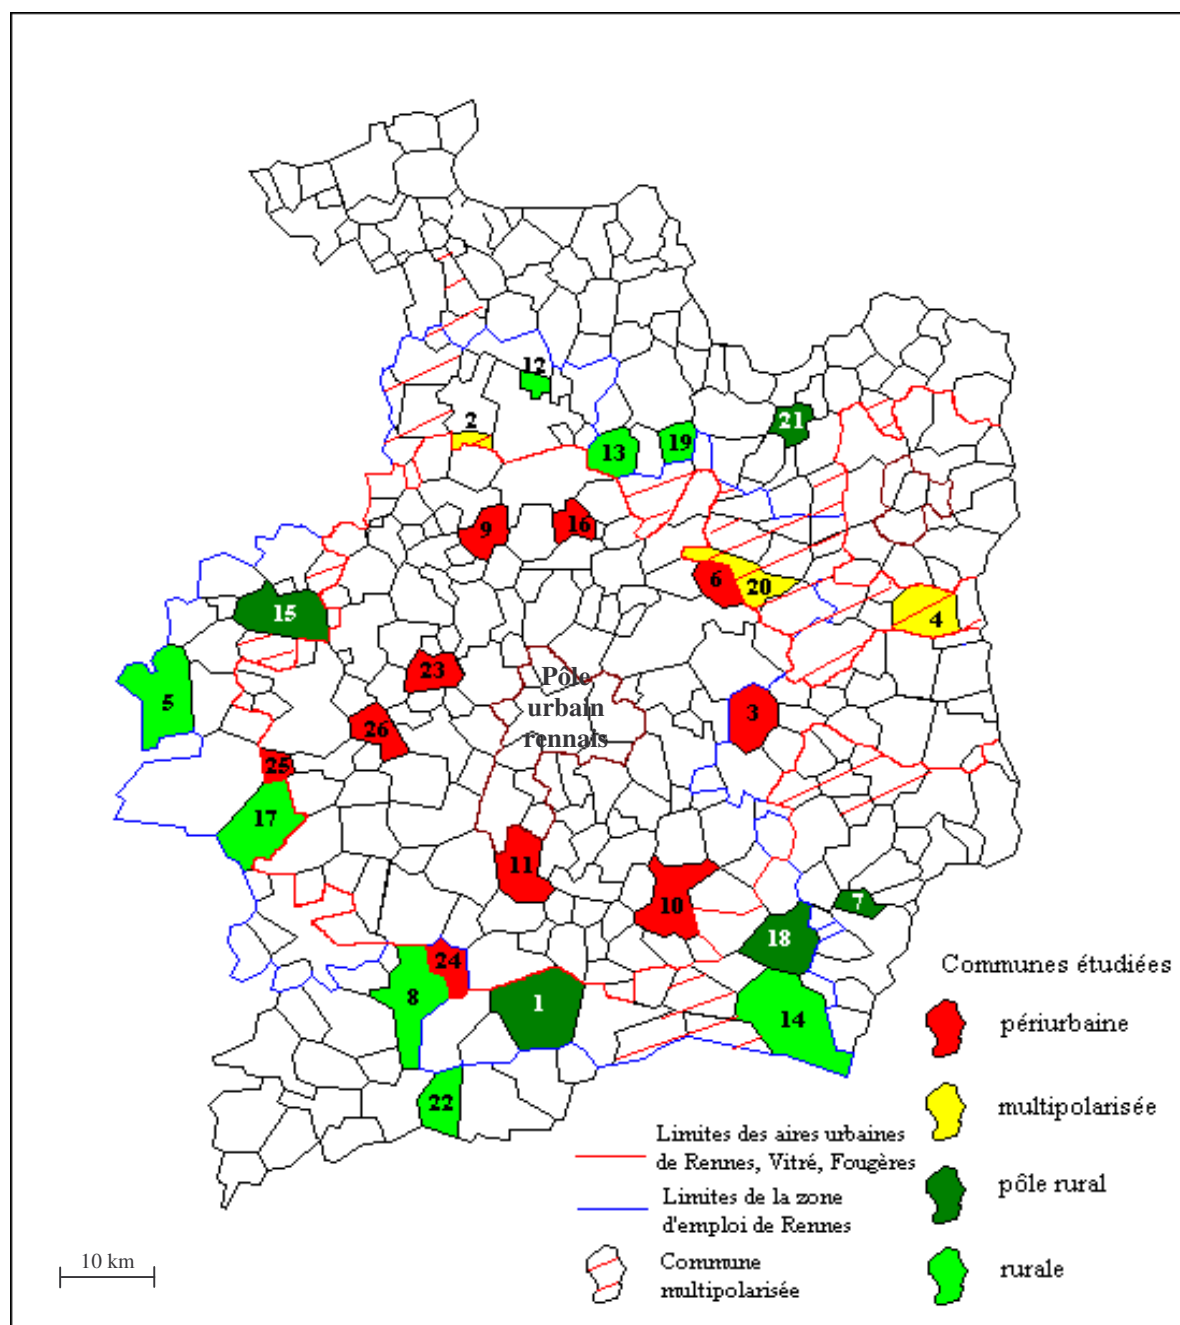 12
2
21
13
19
9
16
6
20
4
15
Pôle
urbain
rennais
23
5
3
26
25
17
11
10
7
18
24
8
1
14
22
Communes étudiées
périurbaine
multipolarisée
pôle rural
rurale
Limites des aires urbaines
de Rennes, Vitré, Fougères
Limites de la zone
d'emploi de Rennes
Commune
multipolarisée
10 km